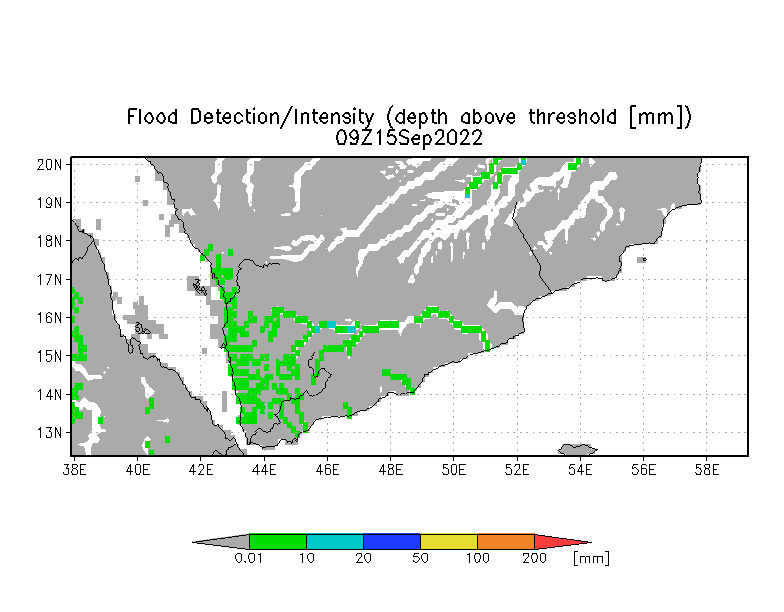 Flood Detection/Intensity (depth above threshold [mm])
09Z15Sep2022
20N
19N
18N
17N
16N
15N
14N
13N
38E 40E 42E 44E 46E 48E 50E 52E 54E 56E 58E
0.01 10 20 50 100 200 [mm]